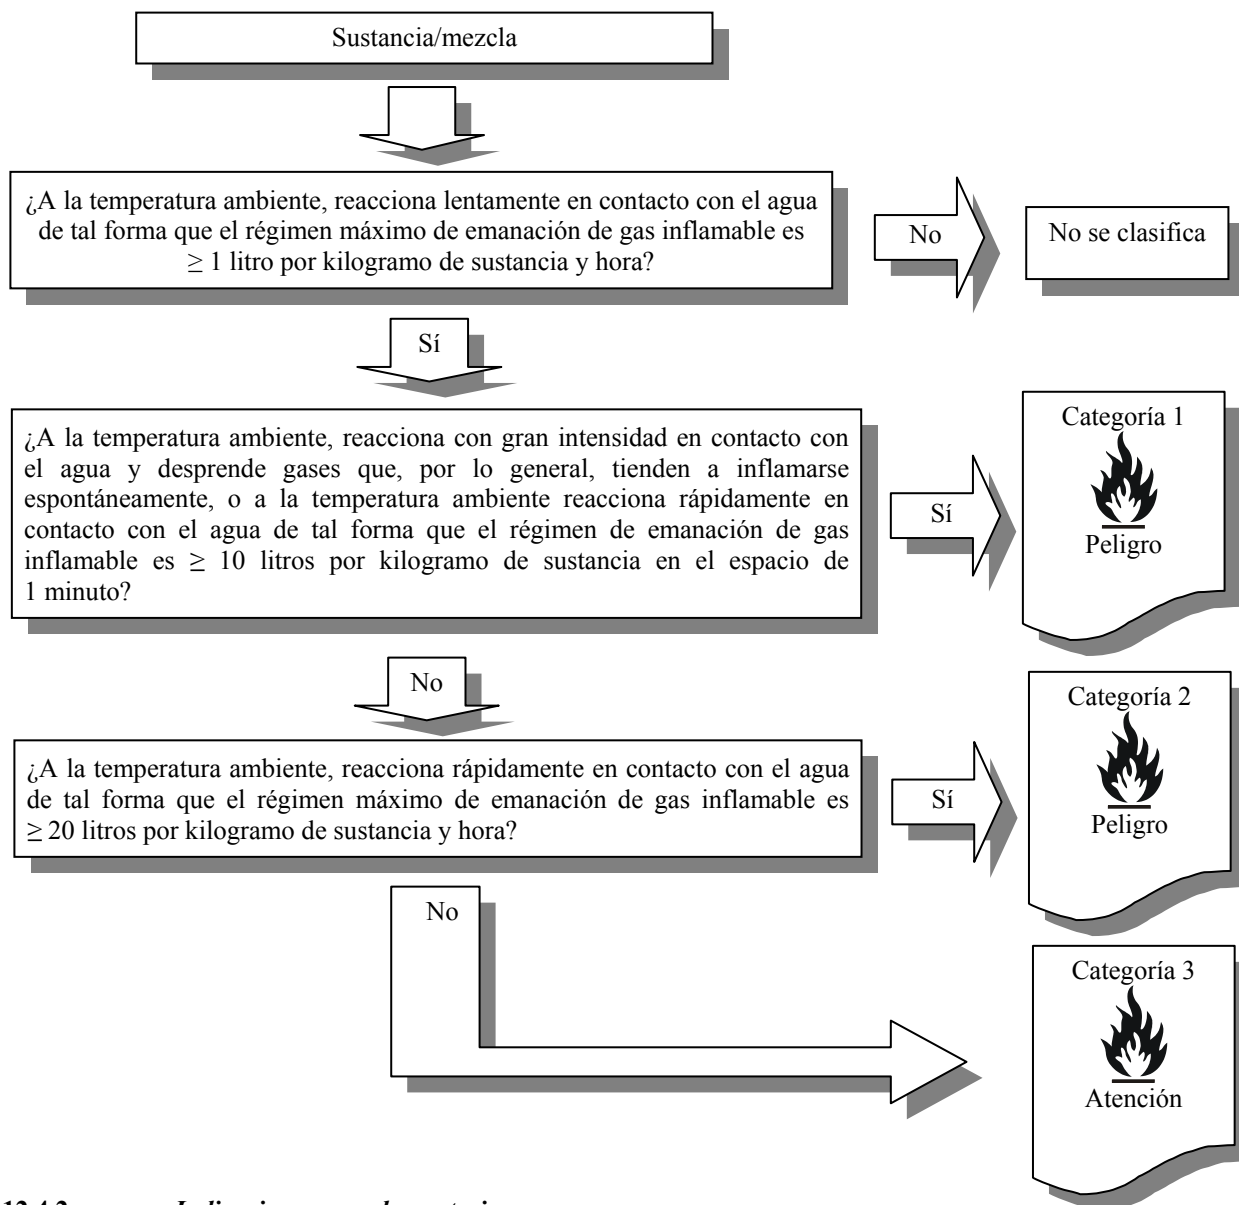 Sustancia/mezcla
¿A la temperatura ambiente, reacciona lentamente en contacto con el agua
de tal forma que el régimen máximo de emanación de gas inflamable es
≥ 1 litro por kilogramo de sustancia y hora?
No
No se clasifica
Sí
¿A la temperatura ambiente, reacciona con gran intensidad en contacto con
el agua y desprende gases que, por lo general, tienden a inflamarse
espontáneamente, o a la temperatura ambiente reacciona rápidamente en
contacto con el agua de tal forma que el régimen de emanación de gas
inflamable es ≥ 10 litros por kilogramo de sustancia en el espacio de
1 minuto?
Sí
Categoría 1
Peligro
No
¿A la temperatura ambiente, reacciona rápidamente en contacto con el agua
de tal forma que el régimen máximo de emanación de gas inflamable es
≥ 20 litros por kilogramo de sustancia y hora?
Sí
Categoría 2
Peligro
No
Categoría 3
Atención